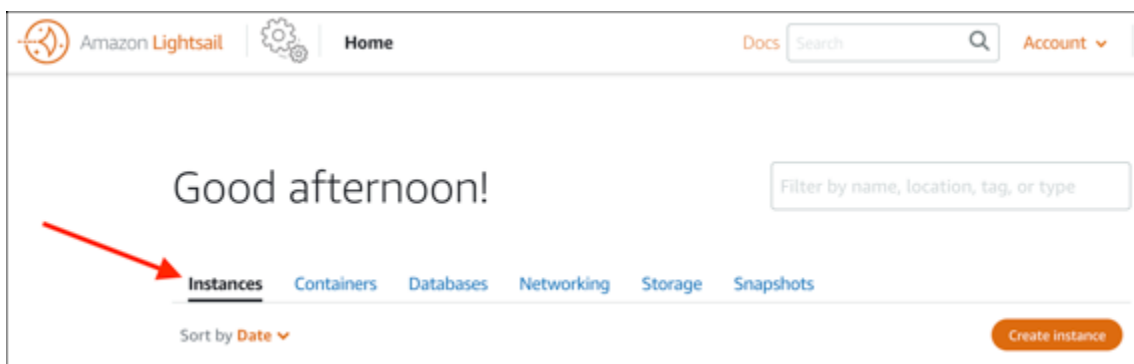 Amazon Lightsail Home Docs Search Account
Good afternoon!
Filter by name, location, tag, or type
Instances Containers Databases Networking Storage Snapshots
Sort by Date Create instance